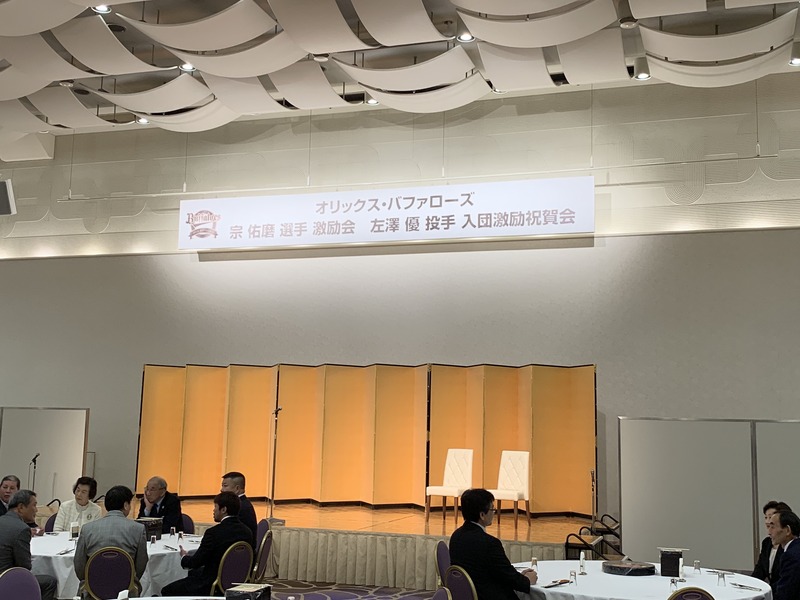 オリックス・バファローズ
Buffaloes
宗 佑磨 選手 激励会 左澤 優 投手 入団激励祝賀会